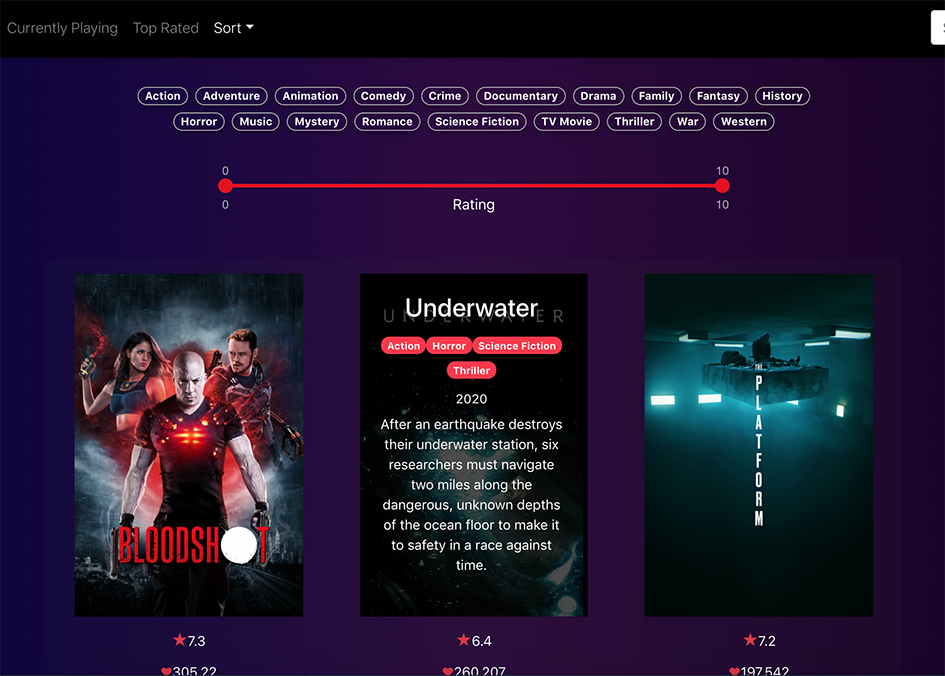 Currently Playing Top Rated Sort
Action Adventure Animation Comedy Crime Documentary Drama Family Fantasy History
Horror Music Mystery Romance Science Fiction TV Movie Thriller War Western
0 10
0 Rating 10
BLOODSHOT
Underwater
UNDERWATER
Action Horror Science Fiction
Thriller
2020
After an earthquake destroys
their underwater station, six
researchers must navigate
two miles along the
dangerous, unknown depths
of the ocean floor to make it
to safety in a race against
time.
THE
PLATFORM
7.3 6.4 7.2
305.22 260.207 197.542